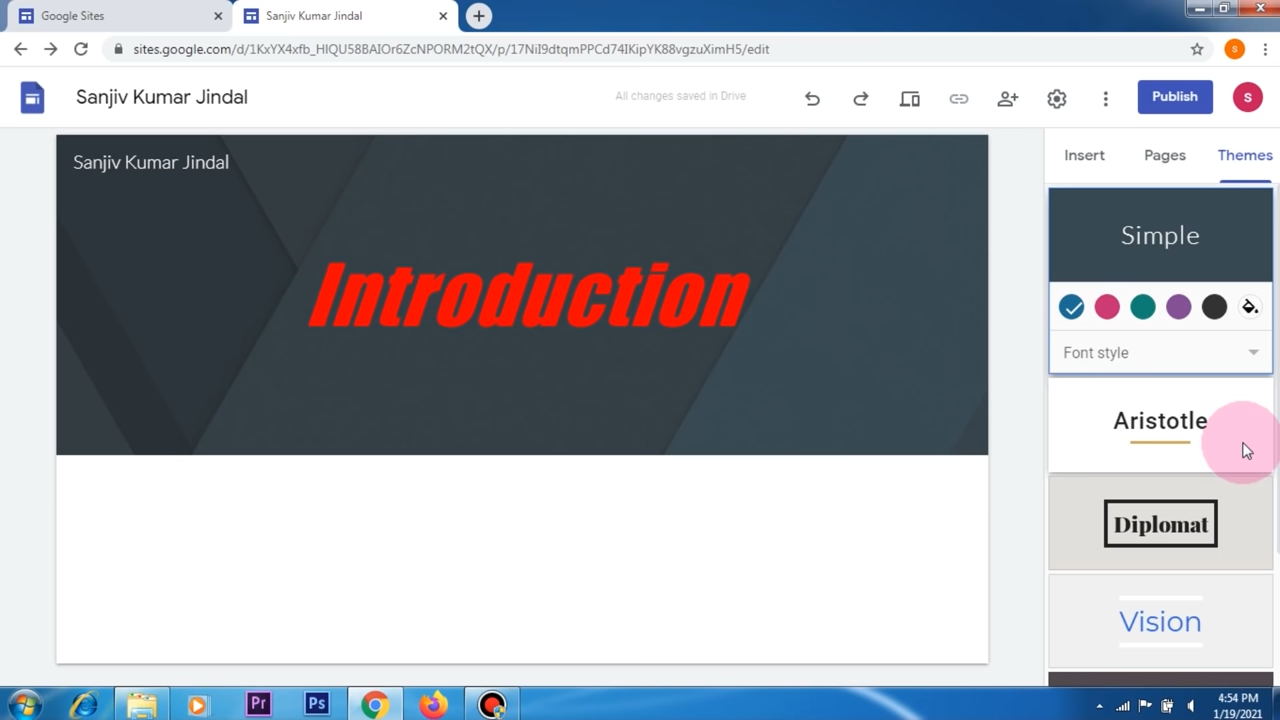 Google Sites
Sanjiv Kumar Jindal
sites.google.com/d/1KxYX4xfb_HIQU58BAIOr6ZcNPORM2tQX/p/17NiI9dtqmPPCd74IKipYK88vgzuXimH5/edit
S
Sanjiv Kumar Jindal
All changes saved in Drive
Publish
S
Insert
Pages
Themes
Sanjiv Kumar Jindal
Introduction
Simple
Font style
Aristotle
Diplomat
Vision
Pr
Ps
4:54 PM
1/19/2021